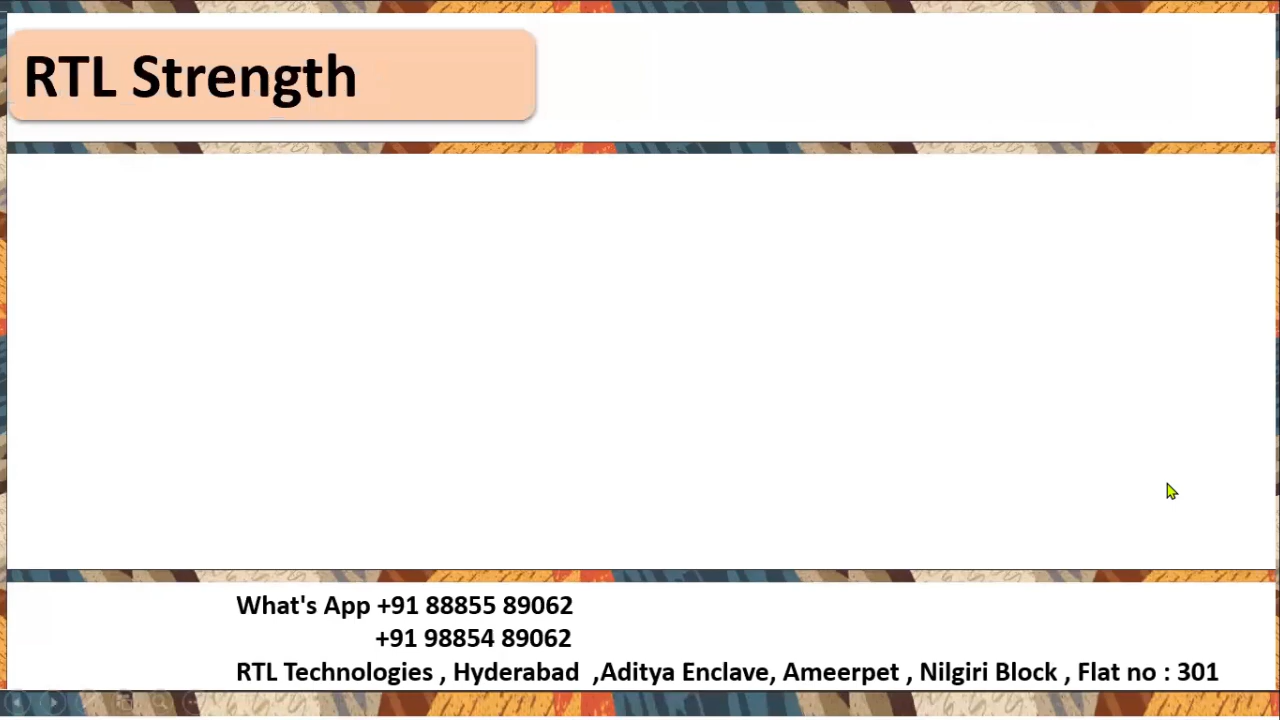 RTL Strength
What's App +91 88855 89062
+91 98854 89062
RTL Technologies , Hyderabad ,Aditya Enclave, Ameerpet , Nilgiri Block , Flat no : 301